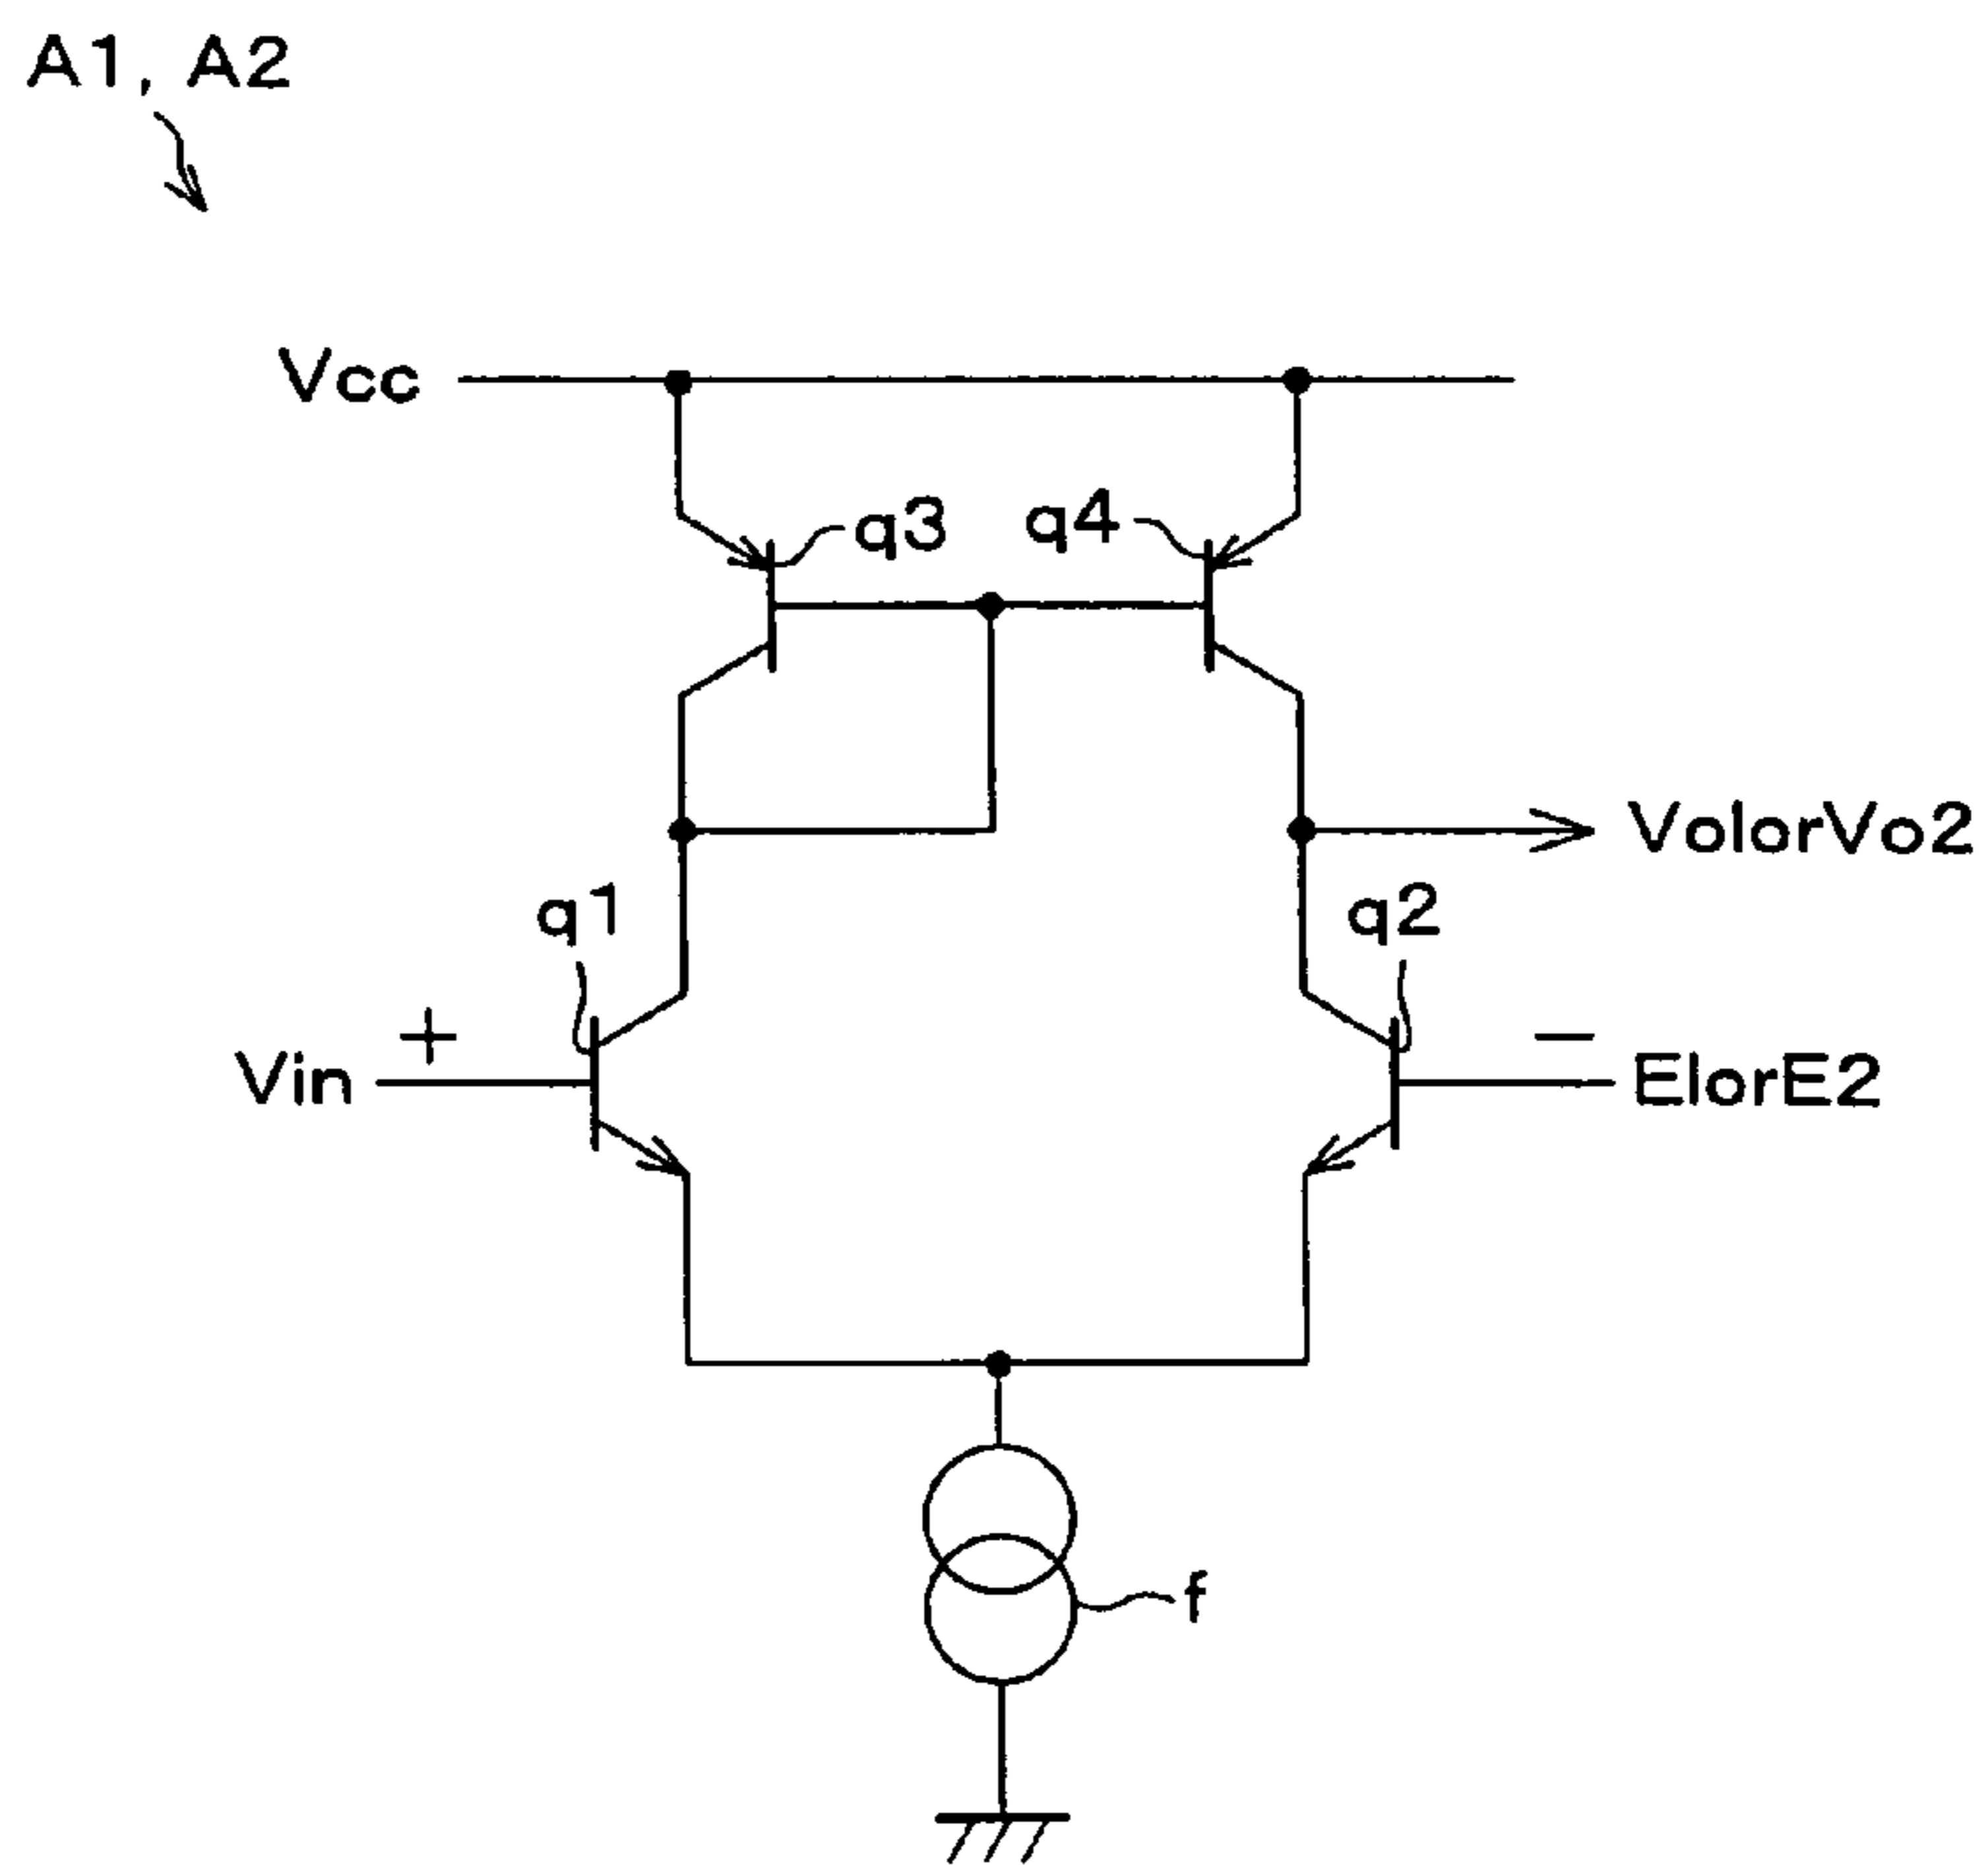 A1, A2
Vcc
q3
q4
VolorVo2
q1
q2
+
−
Vin
ElorE2
f